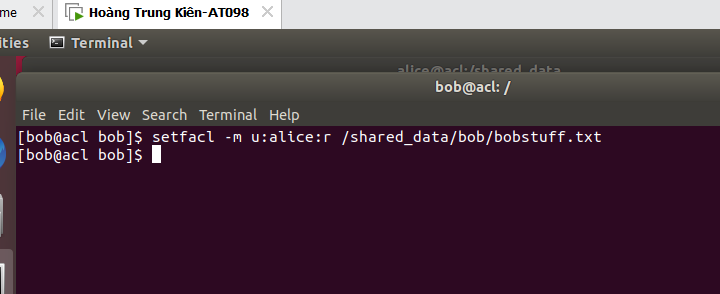 me
Hoàng Trung Kiên-AT098
ities
Terminal
alice@acl:/shared_data
bob@acl: /
File Edit View Search Terminal Help
[bob@acl bob]$ setfacl -m u:alice:r /shared_data/bob/bobstuff.txt
[bob@acl bob]$